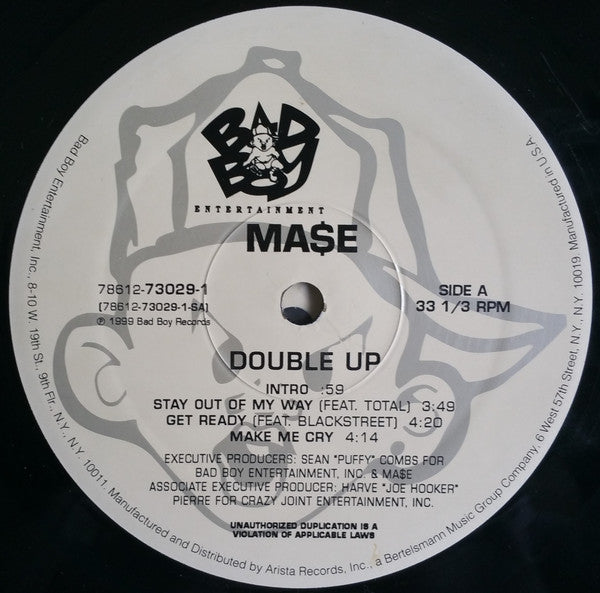 BAD BOY
ENTERTAINMENT
MA$E
78612-73029-1
(78612-73029-1-SA)
℗ 1999 Bad Boy Records
SIDE A
33 1/3 RPM
DOUBLE UP
INTRO :59
STAY OUT OF MY WAY (FEAT. TOTAL) 3:49
GET READY (FEAT. BLACKSTREET) 4:20
MAKE ME CRY 4:14
EXECUTIVE PRODUCERS: SEAN "PUFFY" COMBS FOR
BAD BOY ENTERTAINMENT, INC. & MA$E
ASSOCIATE EXECUTIVE PRODUCER: HARVE "JOE HOOKER"
PIERRE FOR CRAZY JOINT ENTERTAINMENT, INC.
UNAUTHORIZED DUPLICATION IS A
VIOLATION OF APPLICABLE LAWS
Bad Boy Entertainment, Inc., 8-10 W. 19th St., 9th Flr., N.Y., N.Y. 10011. Manufactured and Distributed by Arista Records, Inc., a Bertelsmann Music Group Company, 6 West 57th Street, N.Y., N.Y. 10019. Manufactured in U.S.A.